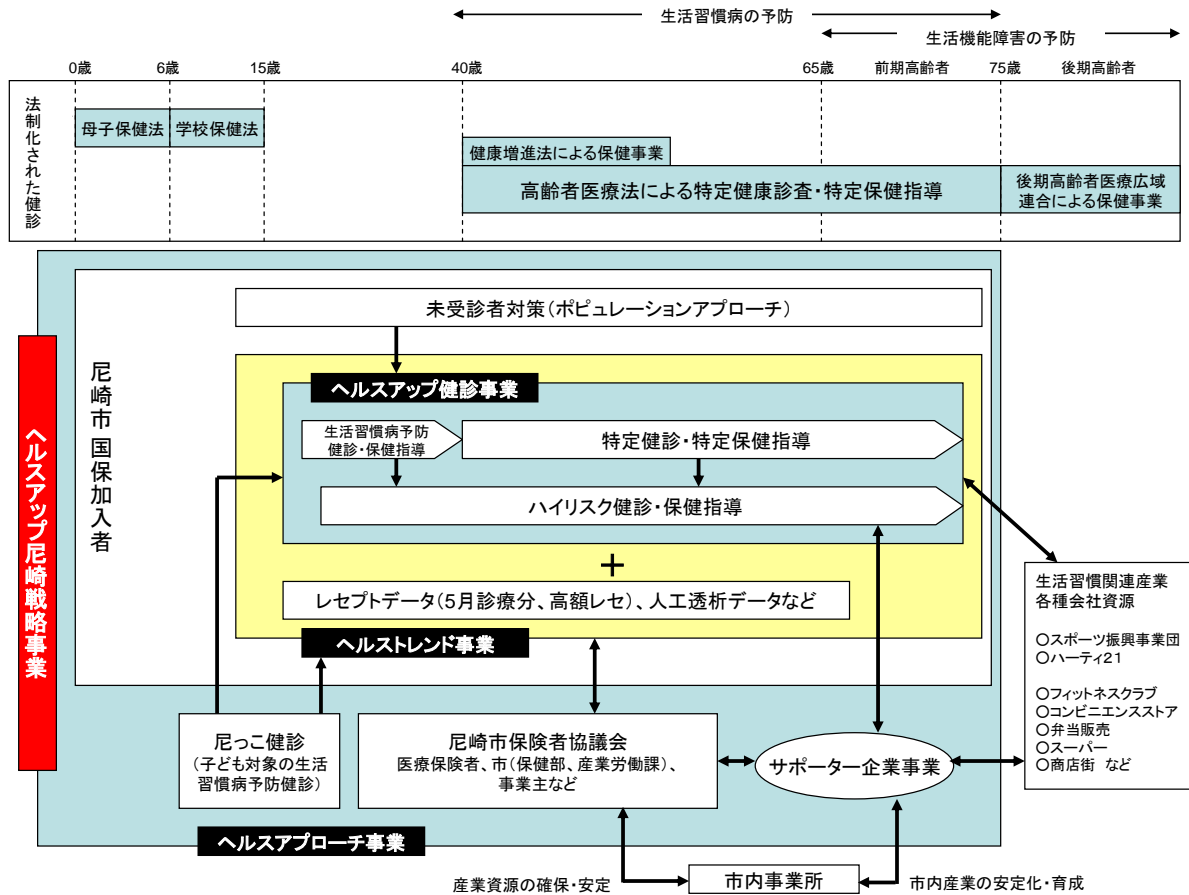 生活習慣病の予防
生活機能障害の予防
0歳
6歳
15歳
40歳
65歳
前期高齢者
75歳
後期高齢者
法制化された健診
母子保健法
学校保健法
健康増進法による保健事業
高齢者医療法による特定健康診査・特定保健指導
後期高齢者医療広域
連合による保健事業
ヘルスアップ尼崎戦略事業
尼崎市国保加入者
未受診者対策(ポピュレーションアプローチ)
ヘルスアップ健診事業
生活習慣病予防
健診・保健指導
特定健診・特定保健指導
ハイリスク健診・保健指導
+
レセプトデータ(5月診療分、高額レセ)、人工透析データなど
ヘルストレンド事業
生活習慣関連産業
各種会社資源
○スポーツ振興事業団
○ハーティ21
○フィットネスクラブ
○コンビニエンスストア
○弁当販売
○スーパー
○商店街 など
尼っこ健診
(子ども対象の生活
習慣病予防健診)
尼崎市保険者協議会
医療保険者、市(保健部、産業労働課)、
事業主など
サポーター企業事業
ヘルスアプローチ事業
産業資源の確保・安定
市内事業所
市内産業の安定化・育成